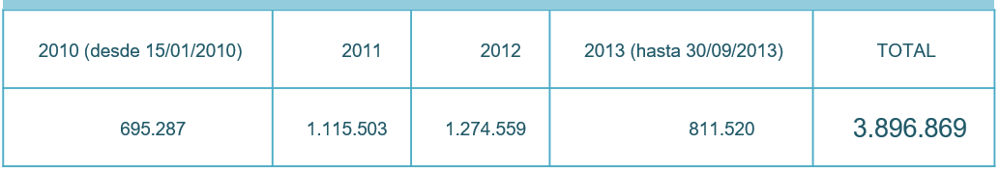 2010 (desde 15/01/2010) 2011 2012 2013 (hasta 30/09/2013) TOTAL
695.287 1.115.503 1.274.559 811.520 3.896.869